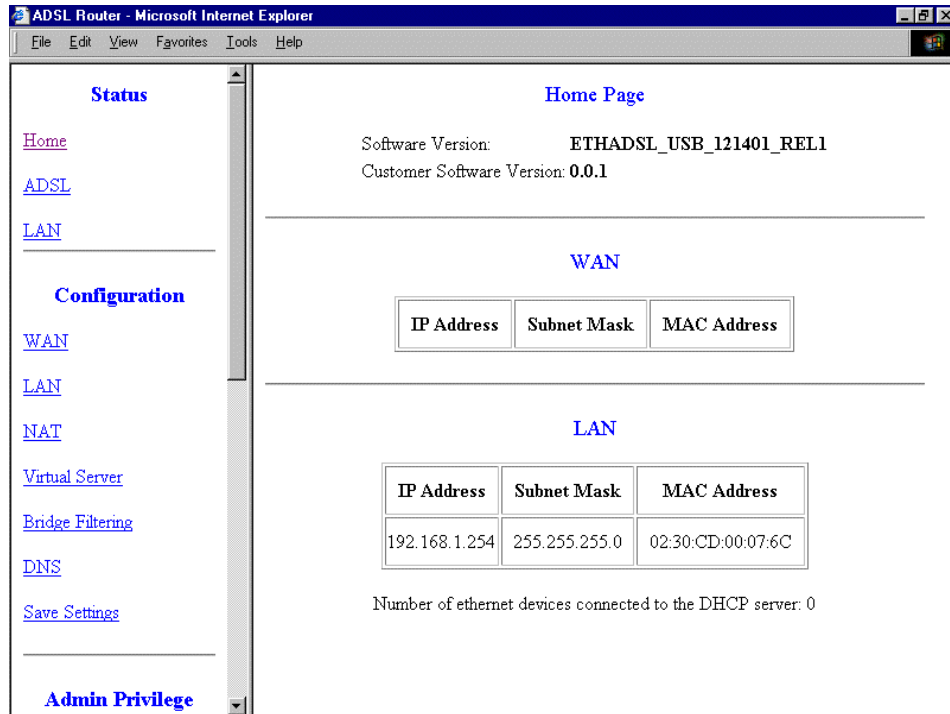 ADSL Router - Microsoft Internet Explorer
File Edit View Favorites Tools Help
Status
Home
ADSL
LAN
Configuration
WAN
LAN
NAT
Virtual Server
Bridge Filtering
DNS
Save Settings
Admin Privilege
Home Page
Software Version: ETHADSL_USB_121401_REL1
Customer Software Version: 0.0.1
WAN
IP Address Subnet Mask MAC Address
LAN
IP Address Subnet Mask MAC Address
192.168.1.254 255.255.255.0 02:30:CD:00:07:6C
Number of ethernet devices connected to the DHCP server: 0